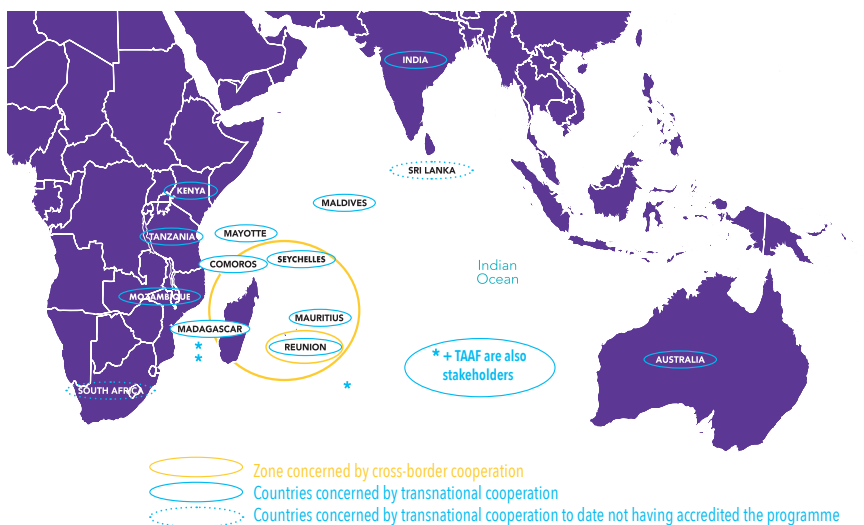 INDIA
SRI LANKA
KENYA
MALDIVES
TANZANIA
MAYOTTE
COMOROS
SEYCHELLES
Indian
Ocean
MOZAMBIQUE
MADAGASCAR
MAURITIUS
REUNION
*
*
*
* + TAAF are also
stakeholders
AUSTRALIA
SOUTH AFRICA
Zone concerned by cross-border cooperation
Countries concerned by transnational cooperation
Countries concerned by transnational cooperation to date not having accredited the programme